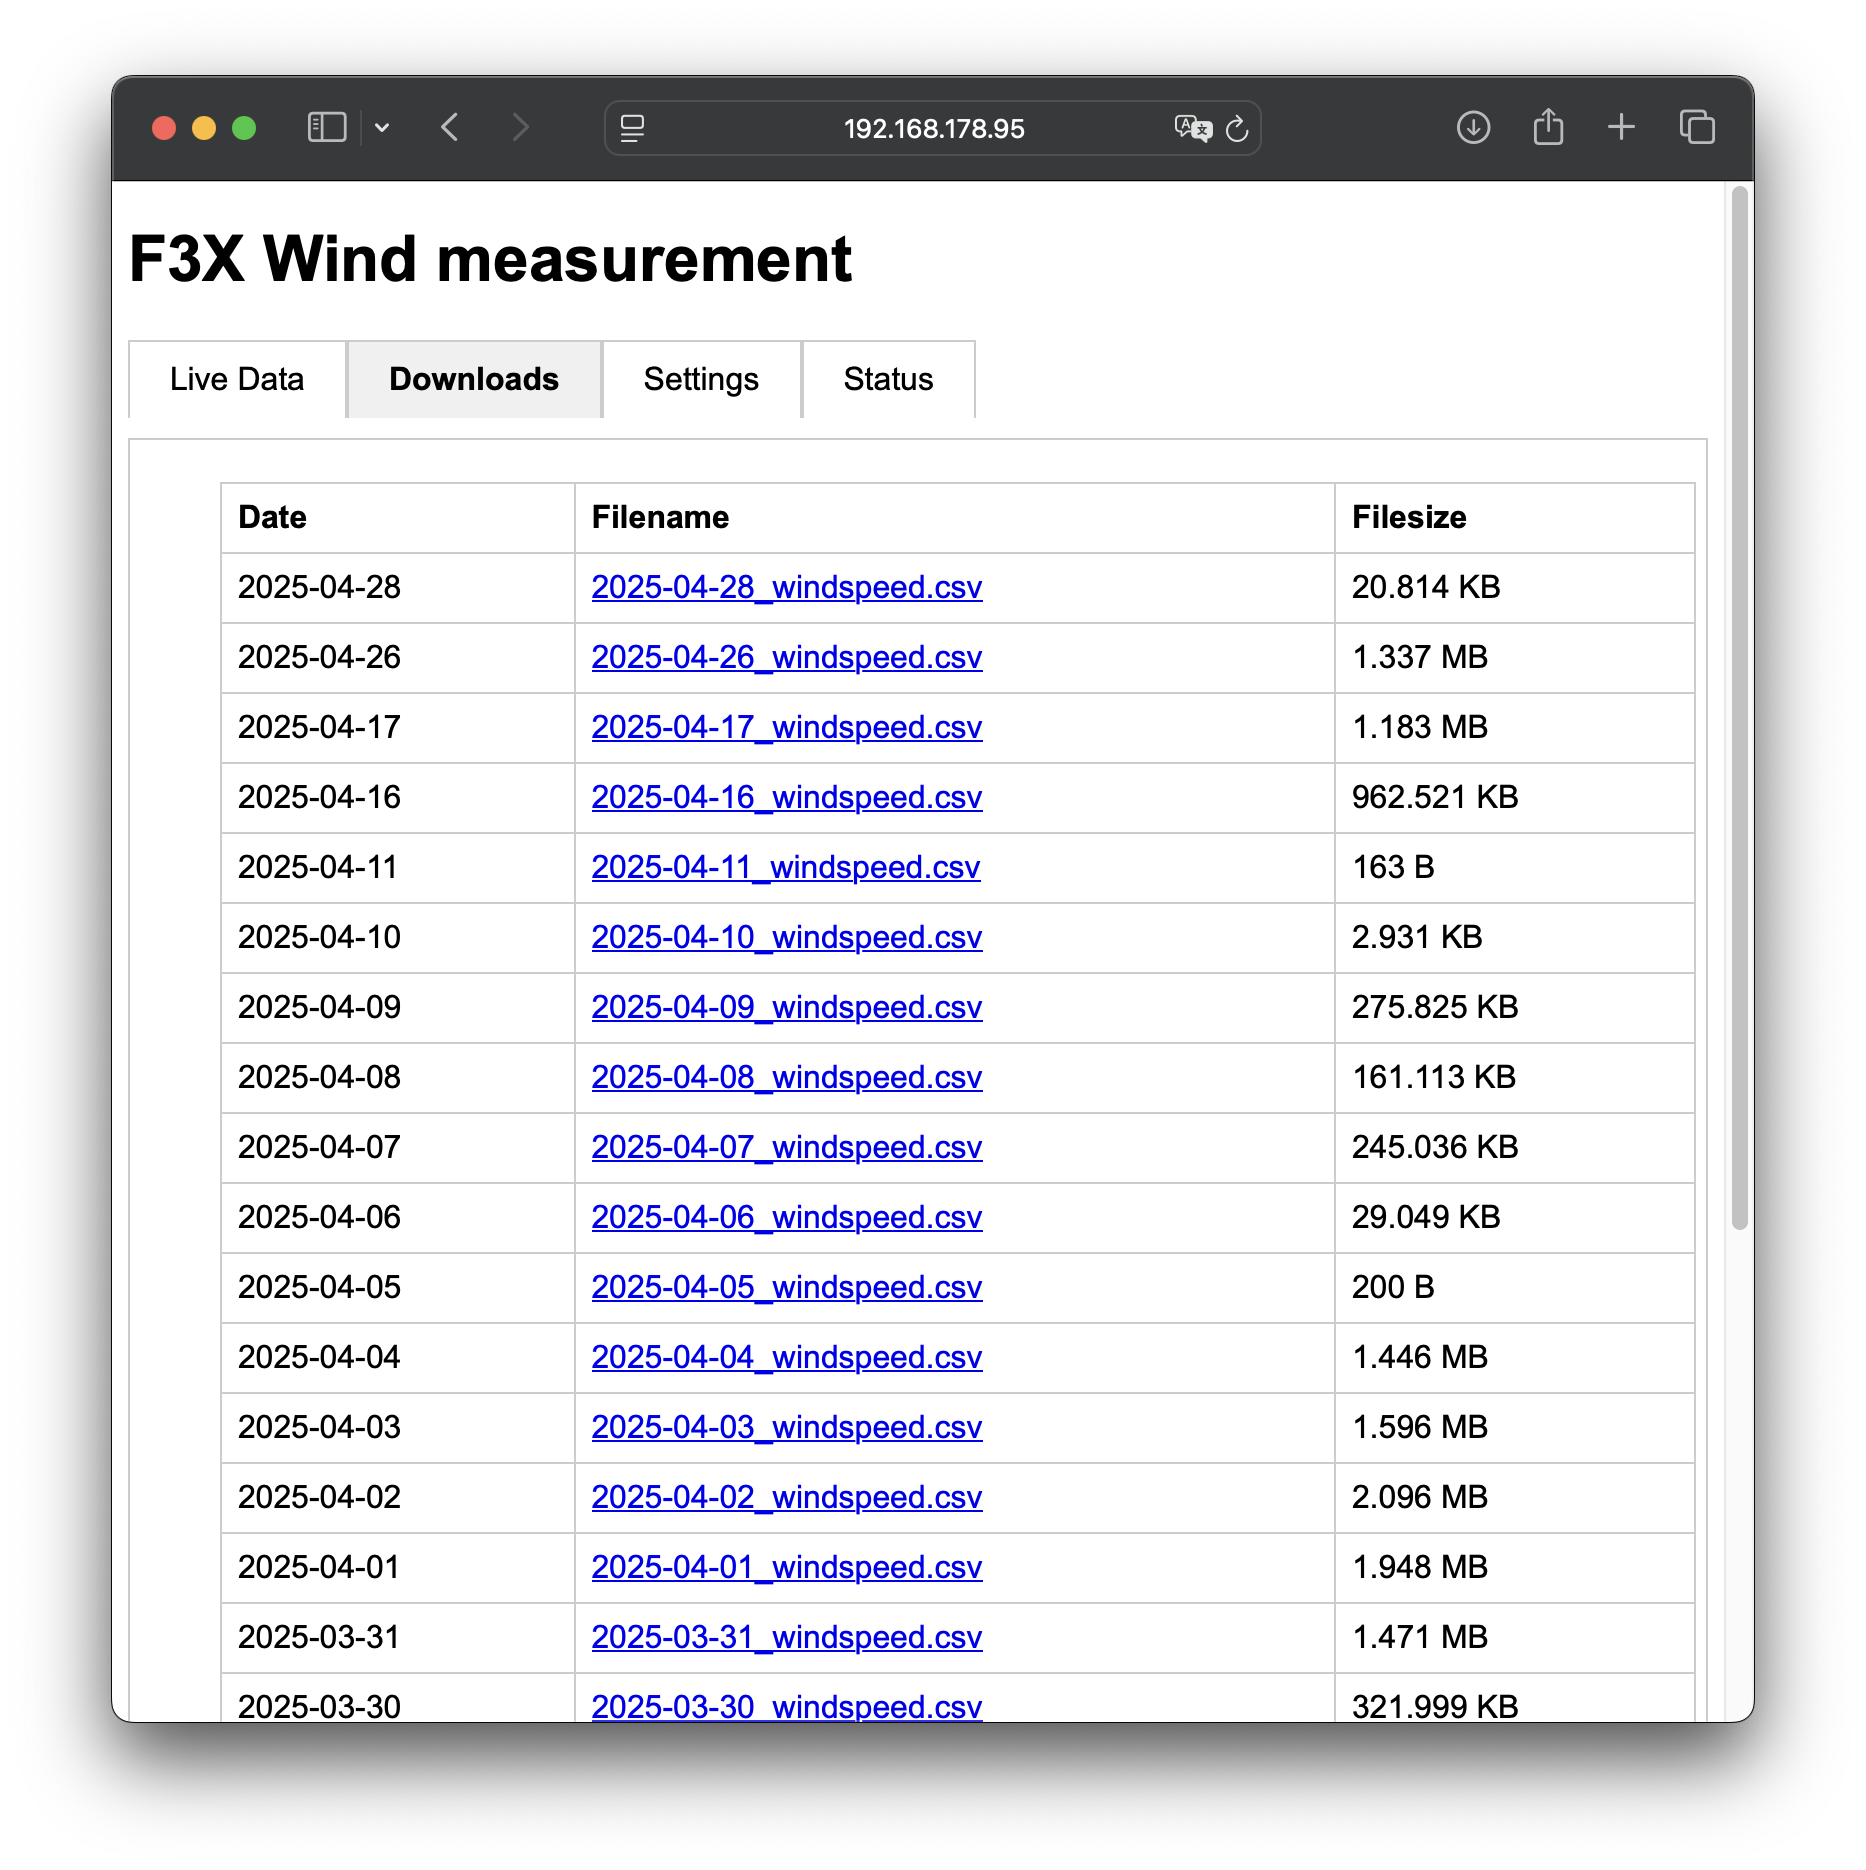 192.168.178.95
F3X Wind measurement
Live Data Downloads Settings Status
Date Filename Filesize
2025-04-28 2025-04-28_windspeed.csv 20.814 KB
2025-04-26 2025-04-26_windspeed.csv 1.337 MB
2025-04-17 2025-04-17_windspeed.csv 1.183 MB
2025-04-16 2025-04-16_windspeed.csv 962.521 KB
2025-04-11 2025-04-11_windspeed.csv 163 B
2025-04-10 2025-04-10_windspeed.csv 2.931 KB
2025-04-09 2025-04-09_windspeed.csv 275.825 KB
2025-04-08 2025-04-08_windspeed.csv 161.113 KB
2025-04-07 2025-04-07_windspeed.csv 245.036 KB
2025-04-06 2025-04-06_windspeed.csv 29.049 KB
2025-04-05 2025-04-05_windspeed.csv 200 B
2025-04-04 2025-04-04_windspeed.csv 1.446 MB
2025-04-03 2025-04-03_windspeed.csv 1.596 MB
2025-04-02 2025-04-02_windspeed.csv 2.096 MB
2025-04-01 2025-04-01_windspeed.csv 1.948 MB
2025-03-31 2025-03-31_windspeed.csv 1.471 MB
2025-03-30 2025-03-30_windspeed.csv 321.999 KB